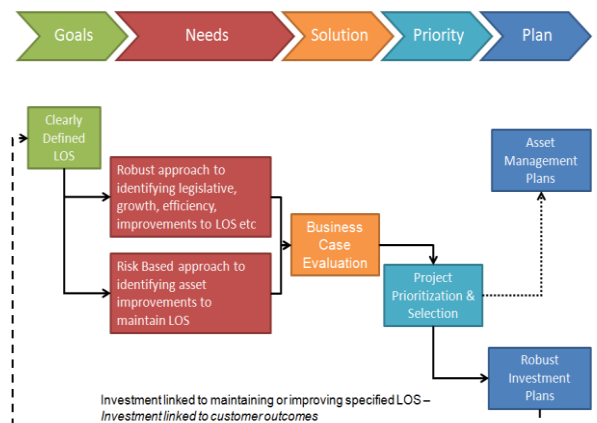 Goals
Needs
Solution
Priority
Plan
Clearly
Defined
LOS
Robust approach to
identifying legislative,
growth, efficiency,
improvements to LOS etc
Risk Based approach to
identifying asset
improvements to
maintain LOS
Business
Case
Evaluation
Project
Prioritization &
Selection
Asset
Management
Plans
Robust
Investment
Plans
Investment linked to maintaining or improving specified LOS –
Investment linked to customer outcomes